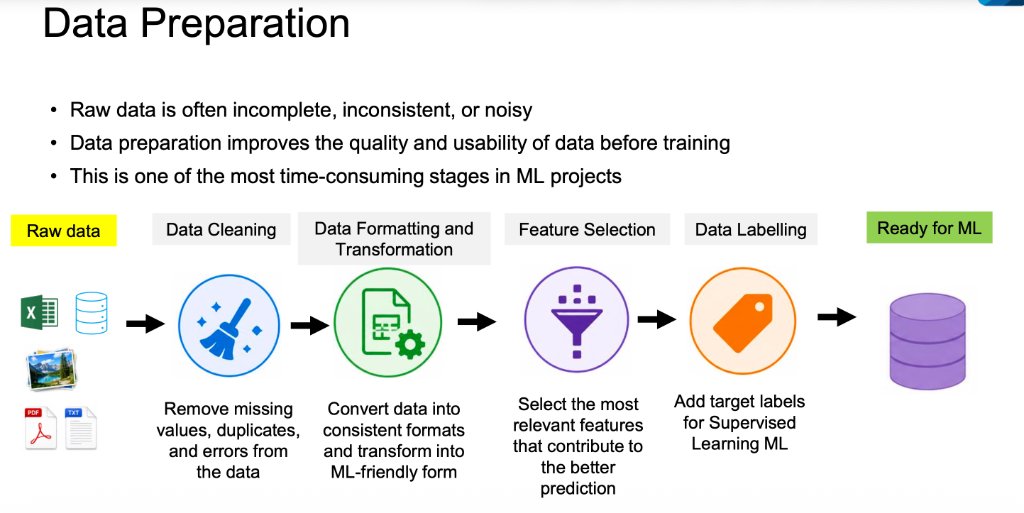 Data Preparation
• Raw data is often incomplete, inconsistent, or noisy
• Data preparation improves the quality and usability of data before training
• This is one of the most time-consuming stages in ML projects
Raw data
Data Cleaning
Data Formatting and
Transformation
Feature Selection
Data Labelling
Ready for ML
X
PDF
TXT
Remove missing
values, duplicates,
and errors from
the data
Convert data into
consistent formats
and transform into
ML-friendly form
Select the most
relevant features
that contribute to
the better
prediction
Add target labels
for Supervised
Learning ML